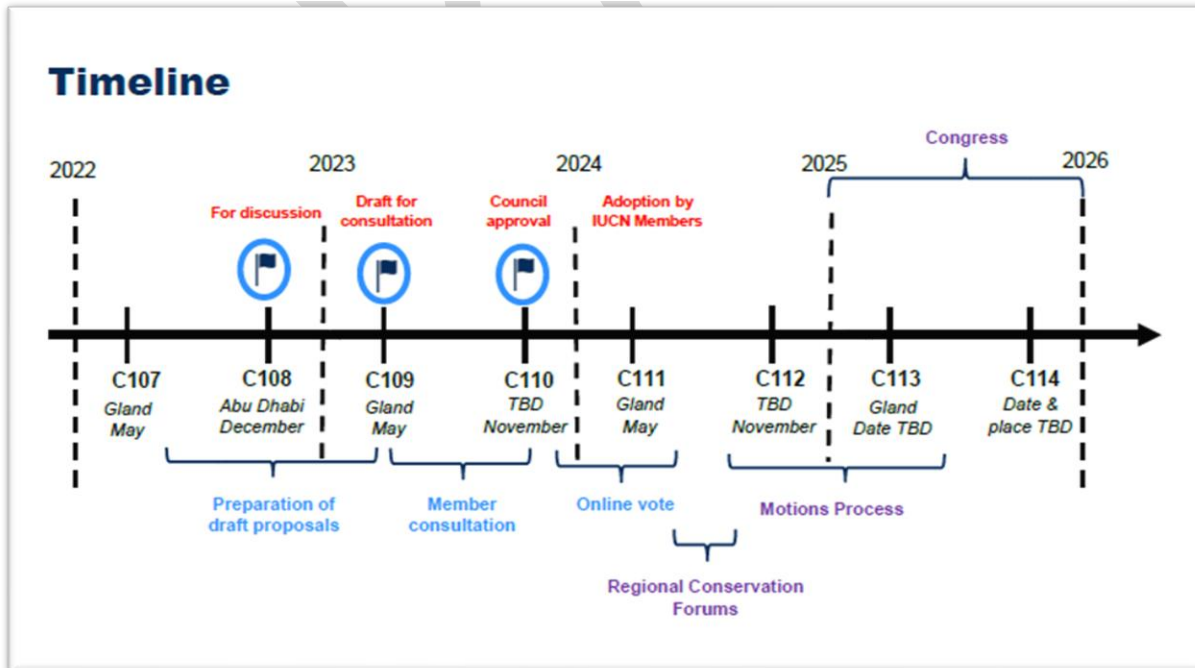 Timeline
Congress
2022
2023
2024
2025
2026
For discussion
Draft for
consultation
Council
approval
Adoption by
IUCN Members
C107
Gland
May
C108
Abu Dhabi
December
C109
Gland
May
C110
TBD
November
C111
Gland
May
C112
TBD
November
C113
Gland
Date TBD
C114
Date &
place TBD
Preparation of
draft proposals
Member
consultation
Online vote
Motions Process
Regional Conservation
Forums